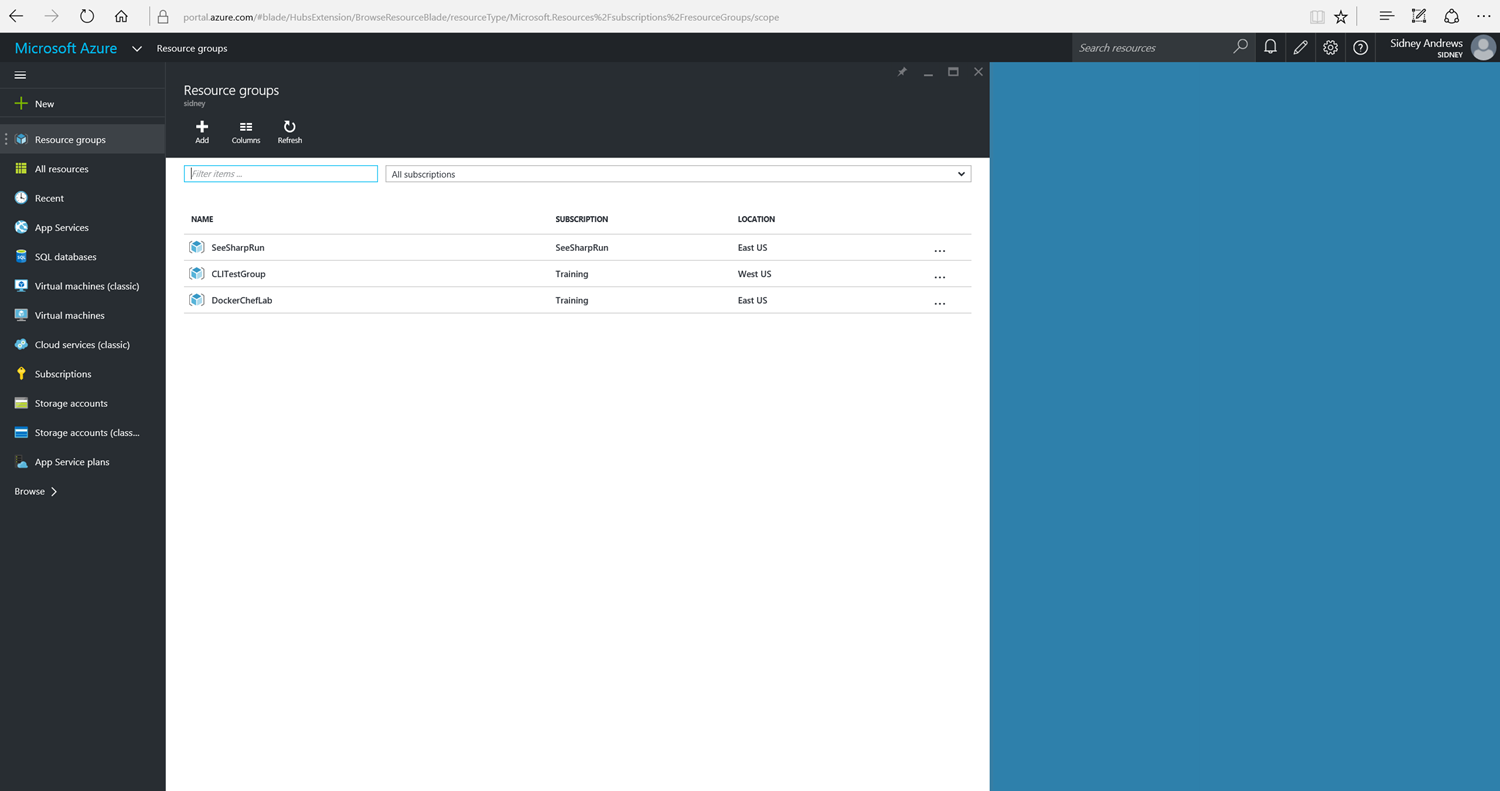 portal.azure.com/#blade/HubsExtension/BrowseResourceBlade/resourceType/Microsoft.Resources%2Fsubscriptions%2FresourceGroups/scope
Microsoft Azure Resource groups Search resources Sidney Andrews
SIDNEY
New
Resource groups
All resources
Recent
App Services
SQL databases
Virtual machines (classic)
Virtual machines
Cloud services (classic)
Subscriptions
Storage accounts
Storage accounts (class...
App Service plans
Browse
Resource groups
sidney
Add Columns Refresh
Filter items ... All subscriptions
NAME SUBSCRIPTION LOCATION
SeeSharpRun SeeSharpRun East US ...
CLITestGroup Training West US ...
DockerChefLab Training East US ...